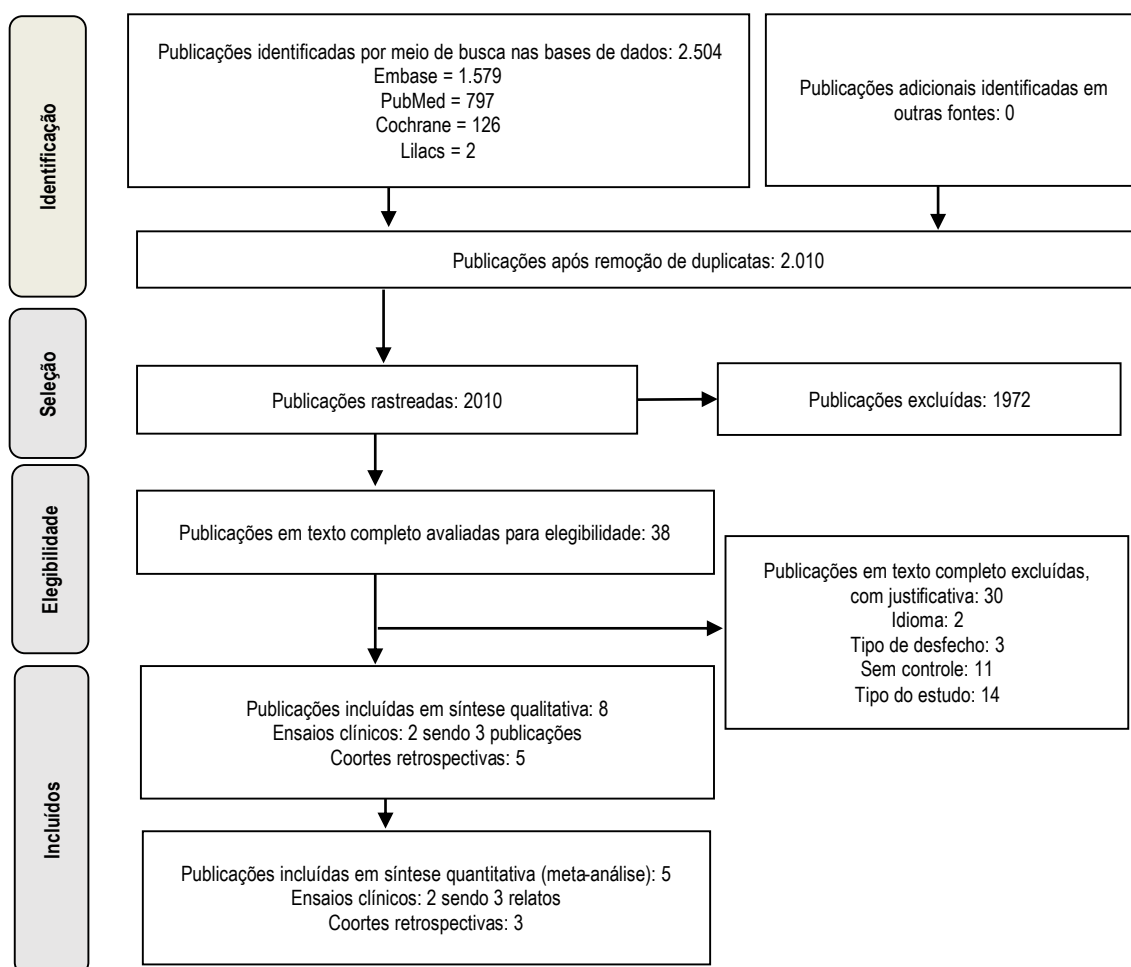 Identificação
Publicações identificadas por meio de busca nas bases de dados: 2.504
Embase = 1.579
PubMed = 797
Cochrane = 126
Lilacs = 2
Publicações adicionais identificadas em
outras fontes: 0
Publicações após remoção de duplicatas: 2.010
Seleção
Publicações rastreadas: 2010
Publicações excluídas: 1972
Elegibilidade
Publicações em texto completo avaliadas para elegibilidade: 38
Publicações em texto completo excluídas,
com justificativa: 30
Idioma: 2
Tipo de desfecho: 3
Sem controle: 11
Tipo do estudo: 14
Incluídos
Publicações incluídas em síntese qualitativa: 8
Ensaios clínicos: 2 sendo 3 publicações
Coortes retrospectivas: 5
Publicações incluídas em síntese quantitativa (meta-análise): 5
Ensaios clínicos: 2 sendo 3 relatos
Coortes retrospectivas: 3